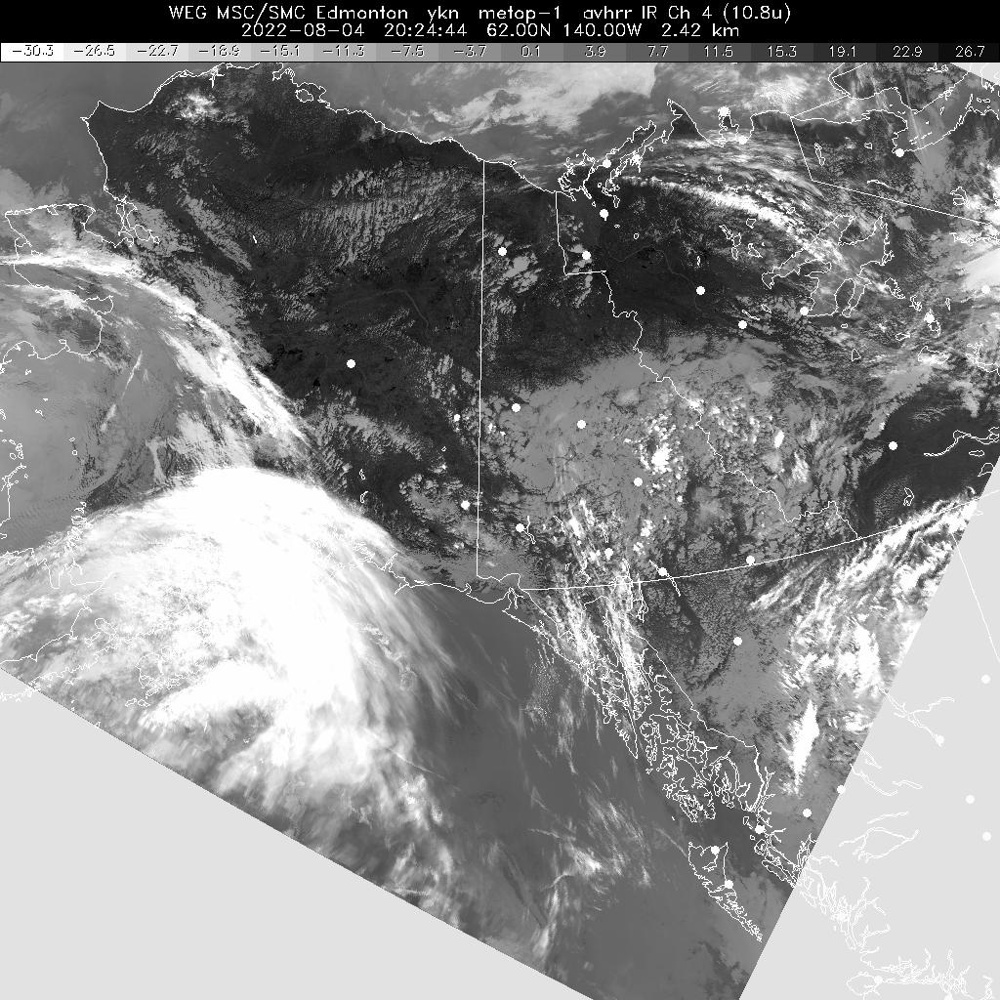 WEG MSC/SMC Edmonton ykn metop-1 avhrr IR Ch 4 (10.8u)
2022-08-04 20:24:44 62.00N 140.00W 2.42 km
-30.3 -26.5 -22.7 -18.9 -15.1 -11.3 -7.5 -3.7 0.1 3.9 7.7 11.5 15.3 19.1 22.9 26.7